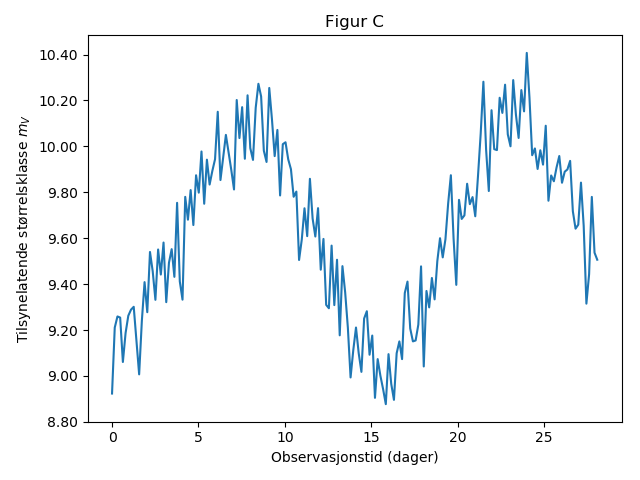 Figur C
Tilsynelatende størrelsklasse $m_V$
10.40
10.20
10.00
9.80
9.60
9.40
9.20
9.00
8.80
0 5 10 15 20 25
Observasjonstid (dager)